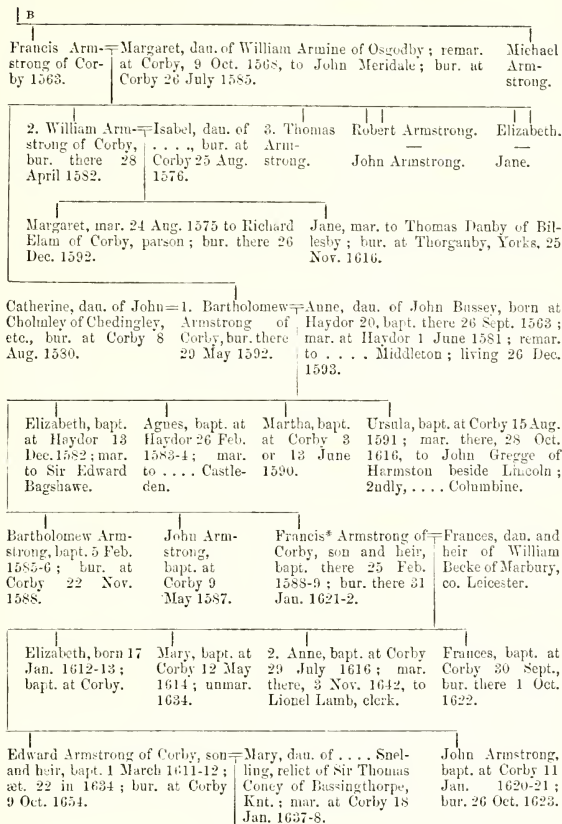 B
Francis Arm-
strong of Cor-
by 1563.
Margaret, dau. of William Armine of Osgodby ; remar.
at Corby, 9 Oct. 1568, to John Meridale ; bur. at
Corby 26 July 1585.
Michael
Arm-
strong.
2. William Arm-
strong of Corby,
bur. there 28
April 1582.
Isabel, dau. of
. . . ., bur. at
Corby 25 Aug.
1576.
3. Thomas
Arm-
strong.
Robert Armstrong.
—
John Armstrong.
Elizabeth.
—
Jane.
Margaret, mar. 24 Aug. 1575 to Richard
Elam of Corby, parson ; bur. there 26
Dec. 1592.
Jane, mar. to Thomas Danby of Bil-
lesby ; bur. at Thorganby, Yorks, 25
Nov. 1616.
Catherine, dau. of John
Cholmley of Chedingley,
etc., bur. at Corby 8
Aug. 1580.
1. Bartholomew
Armstrong of
Corby, bur. there
29 May 1592.
Anne, dau. of John Bussey, born at
Haydor 20, bapt. there 26 Sept. 1563 ;
mar. at Haydor 1 June 1581 ; remar.
to . . . . Middleton ; living 26 Dec.
1593.
Elizabeth, bapt.
at Haydor 13
Dec. 1582 ; mar.
to Sir Edward
Bagshawe.
Agnes, bapt. at
Haydor 26 Feb.
1583-4 ; mar.
to . . . . Castle-
den.
Martha, bapt.
at Corby 3
or 13 June
1590.
Ursula, bapt. at Corby 15 Aug.
1591 ; mar. there, 28 Oct.
1616, to John Gregge of
Harmston beside Lincoln ;
2ndly, . . . . Columbine.
Bartholomew Arm-
strong, bapt. 5 Feb.
1585-6 ; bur. at
Corby 22 Nov.
1588.
John Arm-
strong,
bapt. at
Corby 9
May 1587.
Francis* Armstrong of
Corby, son and heir,
bapt. there 25 Feb.
1588-9 ; bur. there 31
Jan. 1621-2.
Frances, dau. and
heir of William
Becke of Marbury,
co. Leicester.
Elizabeth, born 17
Jan. 1612-13 ;
bapt. at Corby.
Mary, bapt. at
Corby 12 May
1614 ; unmar.
1634.
2. Anne, bapt. at Corby
29 July 1616 ; mar.
there, 3 Nov. 1642, to
Lionel Lamb, clerk.
Frances, bapt. at
Corby 30 Sept.,
bur. there 1 Oct.
1622.
Edward Armstrong of Corby, son
and heir, bapt. 1 March 1611-12 ;
æt. 22 in 1634 ; bur. at Corby
9 Oct. 1654.
Mary, dau. of . . . . Snel-
ling, relict of Sir Thomas
Coney of Bassingthorpe,
Knt. ; mar. at Corby 18
Jan. 1637-8.
John Armstrong,
bapt. at Corby 11
Jan. 1620-21 ;
bur. 26 Oct. 1623.